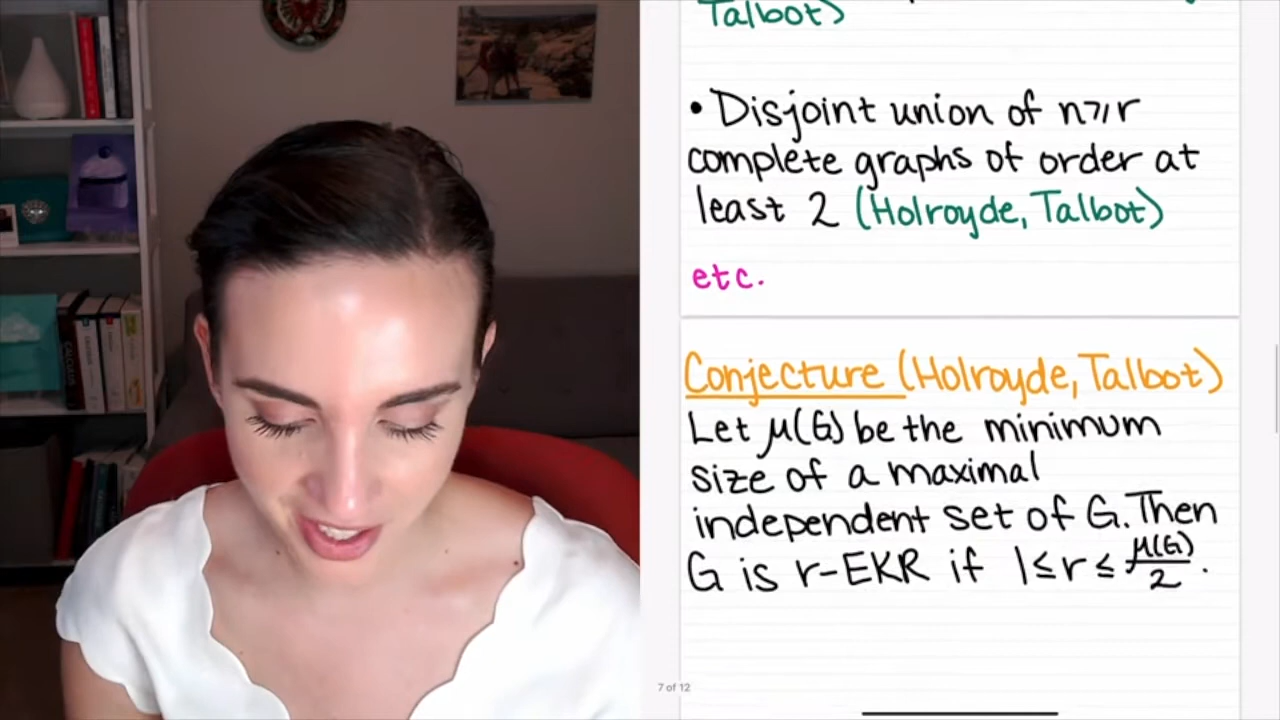 Talbot)
• Disjoint union of n≥r
complete graphs of order at
least 2 (Holroyde, Talbot)
etc.
Conjecture (Holroyde, Talbot)
Let μ(G) be the minimum
size of a maximal
independent set of G. Then
G is r-EKR if 1≤r≤ μ(G)/2.
7 of 12
CALCULUS